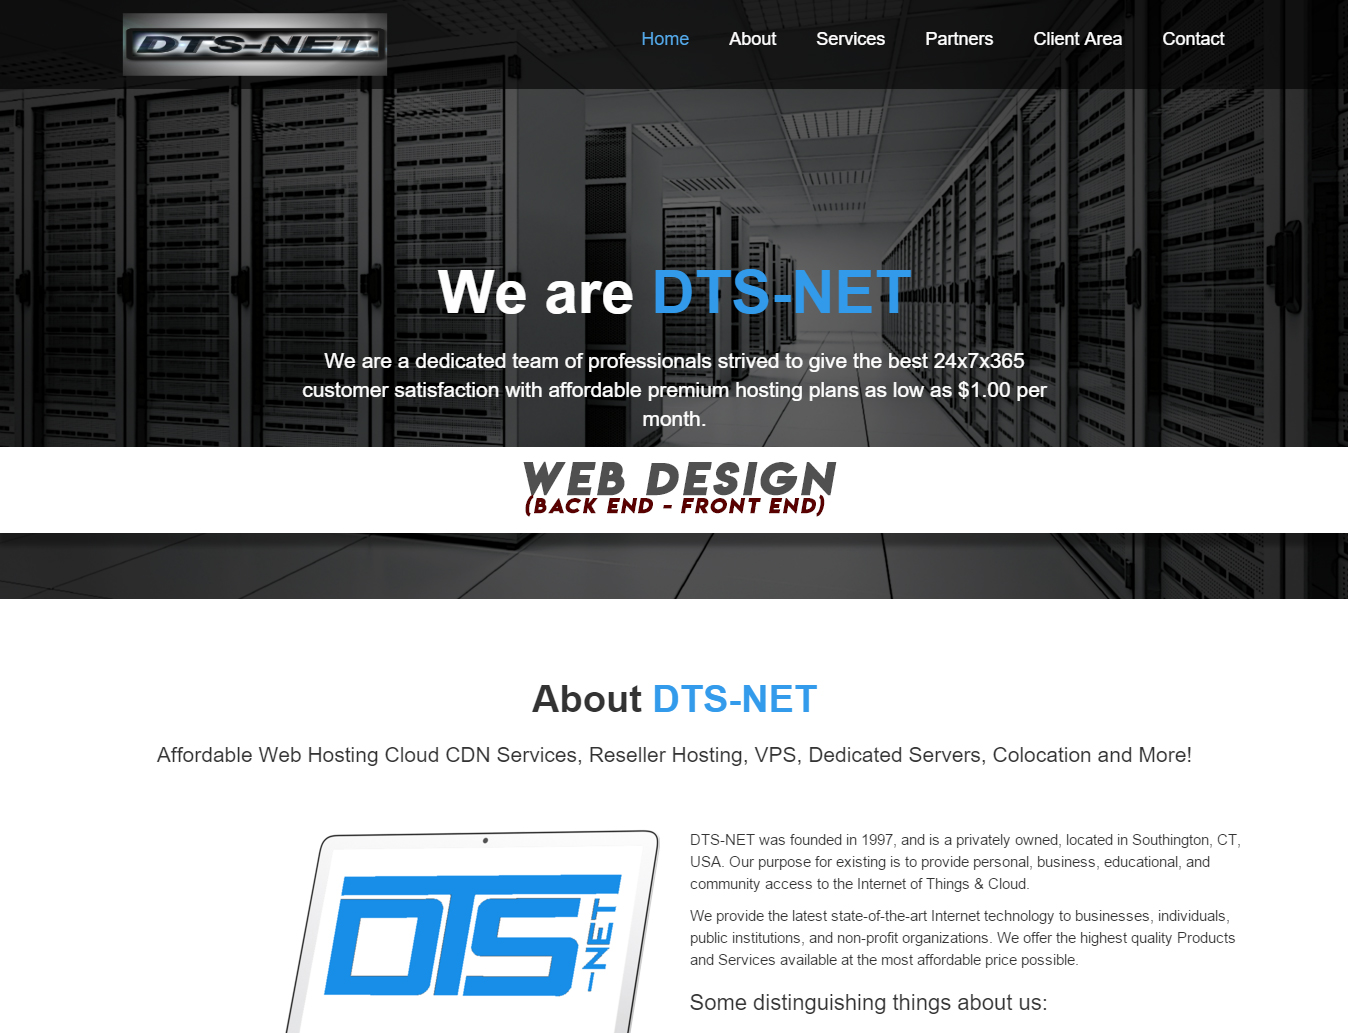 DTS-NET
Home About Services Partners Client Area Contact
We are DTS-NET
We are a dedicated team of professionals strived to give the best 24x7x365
customer satisfaction with affordable premium hosting plans as low as $1.00 per
month.
WEB DESIGN
(BACK END - FRONT END)
About DTS-NET
Affordable Web Hosting Cloud CDN Services, Reseller Hosting, VPS, Dedicated Servers, Colocation and More!
DTS-NET
DTS-NET was founded in 1997, and is a privately owned, located in Southington, CT,
USA. Our purpose for existing is to provide personal, business, educational, and
community access to the Internet of Things & Cloud.
We provide the latest state-of-the-art Internet technology to businesses, individuals,
public institutions, and non-profit organizations. We offer the highest quality Products
and Services available at the most affordable price possible.
Some distinguishing things about us: